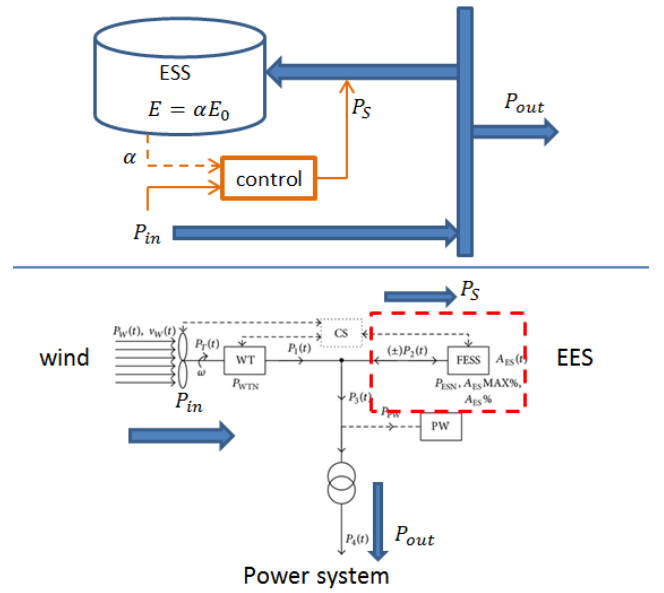 ESS
E = αE₀
P_S
P_out
α
control
P_in
P_S
P_W(t), v_W(t)
CS
P_T(t)
P_1(t)
(±)P_2(t)
wind
WT
FESS
A_ES(t)
EES
ω
P_in
P_WTN
P_ESN, A_ES MAX%,
A_ES%
P_3(t)
P_PW
PW
P_4(t)
P_out
Power system